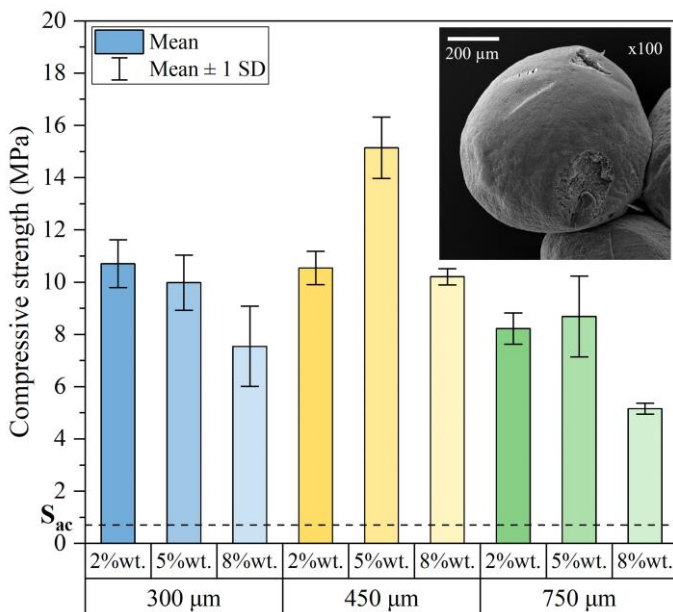 20
18
16
14
12
10
8
6
4
2
0
Compressive strength (MPa)
Mean
Mean ± 1 SD
200 μm
x100
Sac
2%wt. 5%wt. 8%wt. 2%wt. 5%wt. 8%wt. 2%wt. 5%wt. 8%wt.
300 μm 450 μm 750 μm